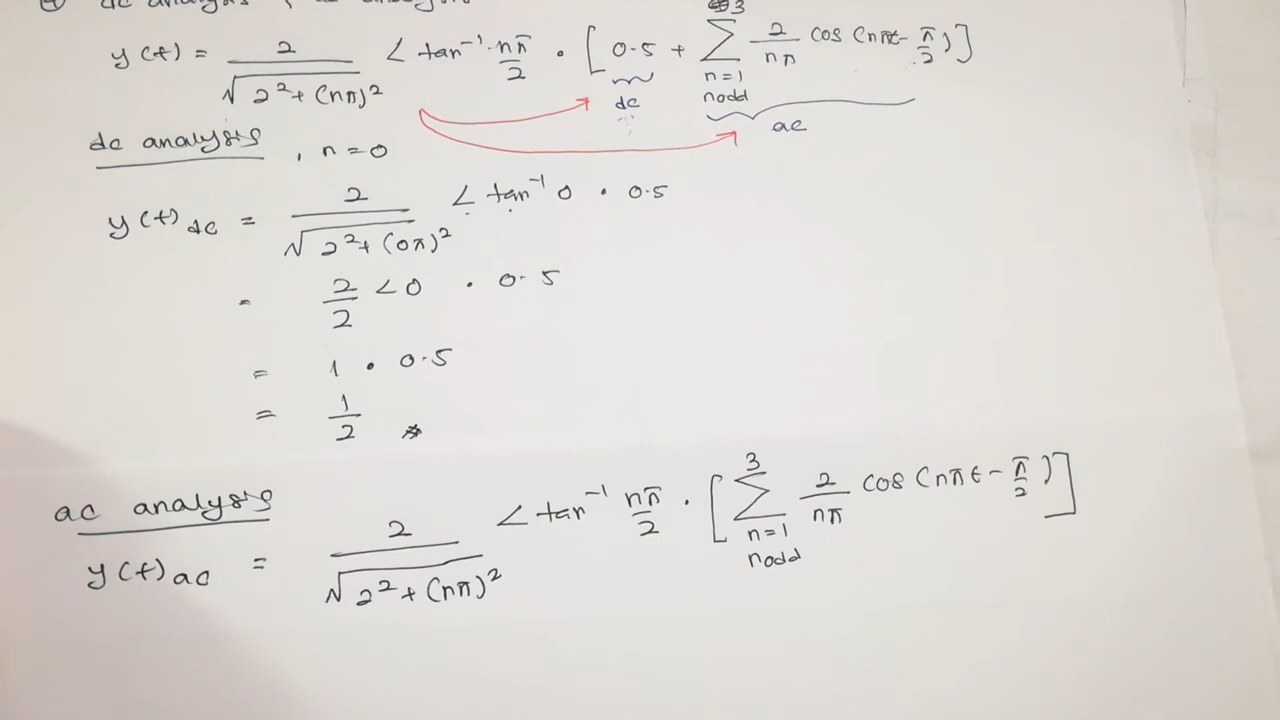 dc analysis
y(t) = 2 / √(2² + (nπ)²) ∠ tan⁻¹ nπ/2 · [0.5 + Σ 2/nπ cos(nπt - π/2)]
3
n=1
nodd
dc
ac
dc analysis , n=0
y(t)dc = 2 / √(2² + (0π)²) ∠ tan⁻¹ 0 · 0.5
= 2/2 ∠0 · 0.5
= 1 · 0.5
= 1/2
ac analysis
y(t)ac = 2 / √(2² + (nπ)²) ∠ tan⁻¹ nπ/2 · [Σ 2/nπ cos(nπt - π/2)]
3
n=1
nodd